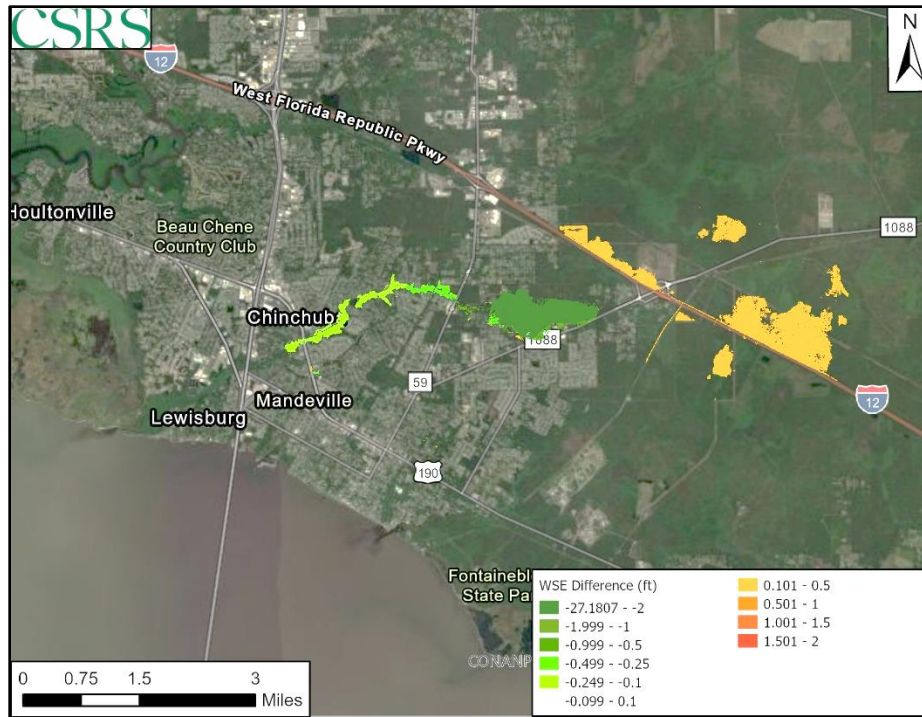 CSRS
N
12
West Florida Republic Pkwy
Houltonville
Beau Chene
Country Club
1088
Chinchuba
1088
59
Mandeville
Lewisburg
12
190
Fontainebl
State Pa
CONANP
WSE Difference (ft)
-27.1807 - -2
-1.999 - -1
-0.999 - -0.5
-0.499 - -0.25
-0.249 - -0.1
-0.099 - 0.1
0.101 - 0.5
0.501 - 1
1.001 - 1.5
1.501 - 2
0 0.75 1.5 3
Miles